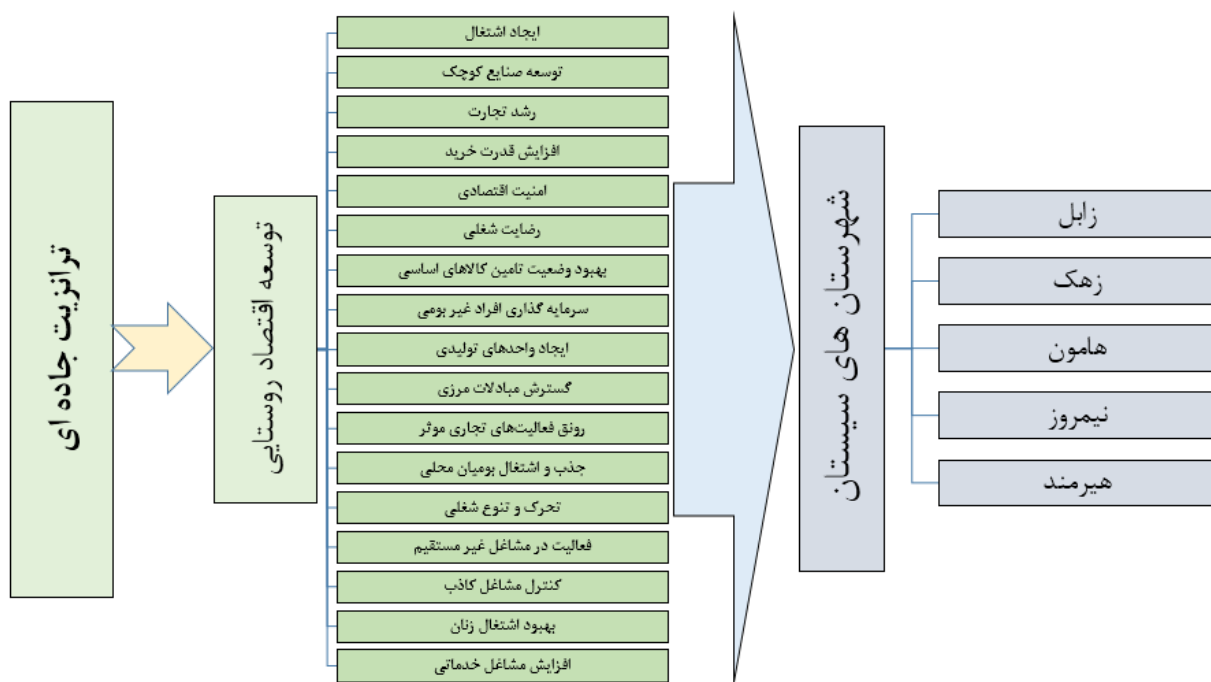 ترانزیت جاده ای
توسعه اقتصاد روستایی
ایجاد اشتغال
توسعه صنایع کوچک
رشد تجارت
افزایش قدرت خرید
امنیت اقتصادی
رضایت شغلی
بهبود وضعیت تامین کالاهای اساسی
سرمایه گذاری افراد غیر بومی
ایجاد واحدهای تولیدی
گسترش مبادلات مرزی
رونق فعالیت‌های تجاری موثر
جذب و اشتغال بومیان محلی
تحرک و تنوع شغلی
فعالیت در مشاغل غیر مستقیم
کنترل مشاغل کاذب
بهبود اشتغال زنان
افزایش مشاغل خدماتی
شهرستان های سیستان
زابل
زهک
هامون
نیمروز
هیرمند